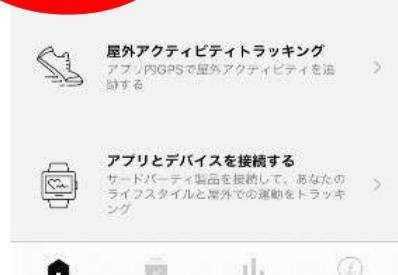 屋外アクティビティトラッキング
アプリ内GPSで屋外アクティビティを追
跡する
アプリとデバイスを接続する
サードパーティ製品を接続して、あなたの
ライフスタイルと屋外での運動をトラッキ
ング